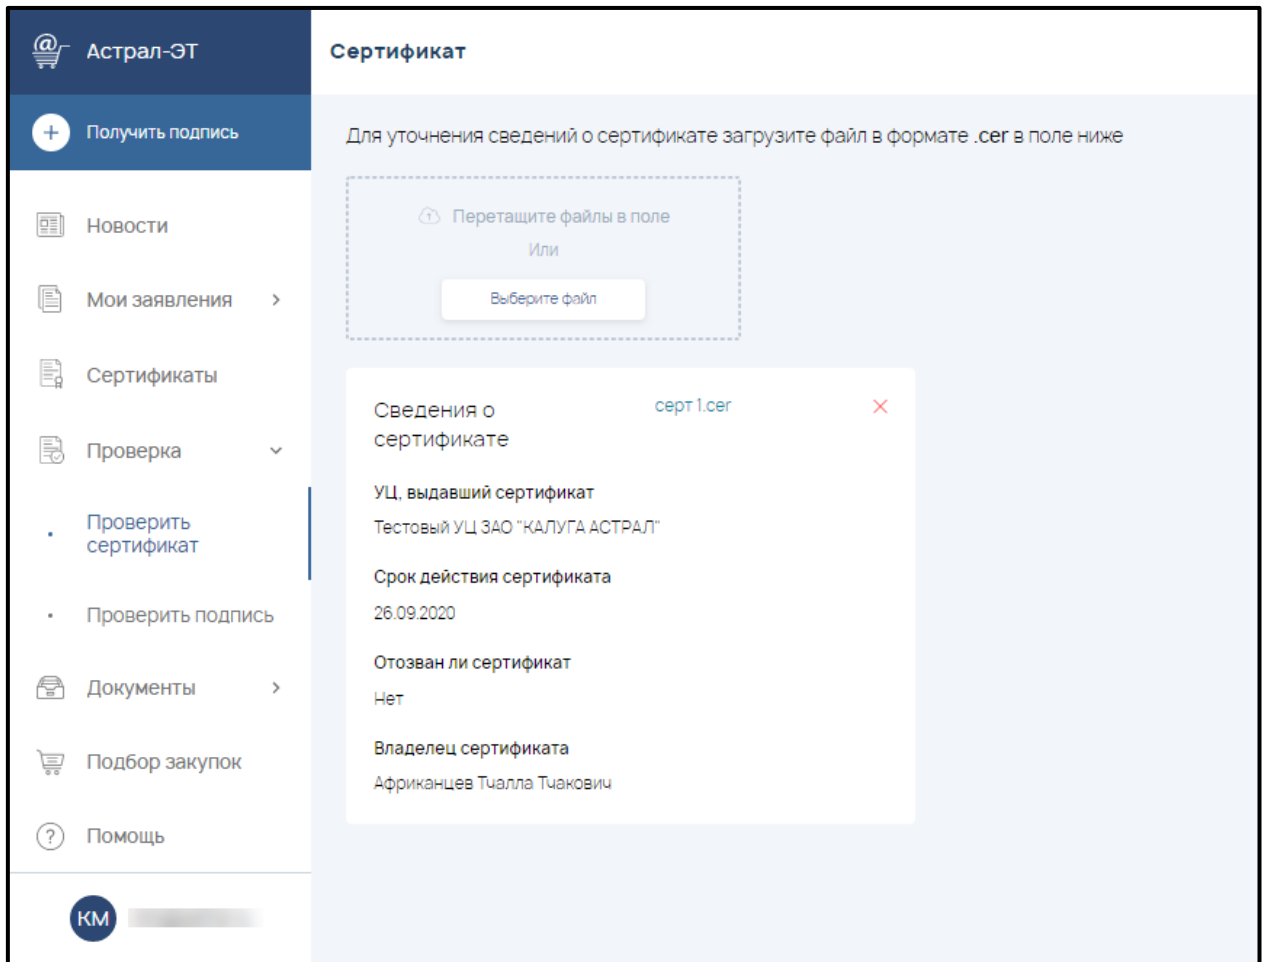 Астрал-ЭТ
Получить подпись
Новости
Мои заявления
Сертификаты
Проверка
Проверить
сертификат
Проверить подпись
Документы
Подбор закупок
Помощь
КМ
Сертификат
Для уточнения сведений о сертификате загрузите файл в формате .cer в поле ниже
Перетащите файлы в поле
Или
Выберите файл
Сведения о
сертификате
серт 1.cer
УЦ, выдавший сертификат
Тестовый УЦ ЗАО "КАЛУГА АСТРАЛ"
Срок действия сертификата
26.09.2020
Отозван ли сертификат
Нет
Владелец сертификата
Африканцев Тчалла Тчакович